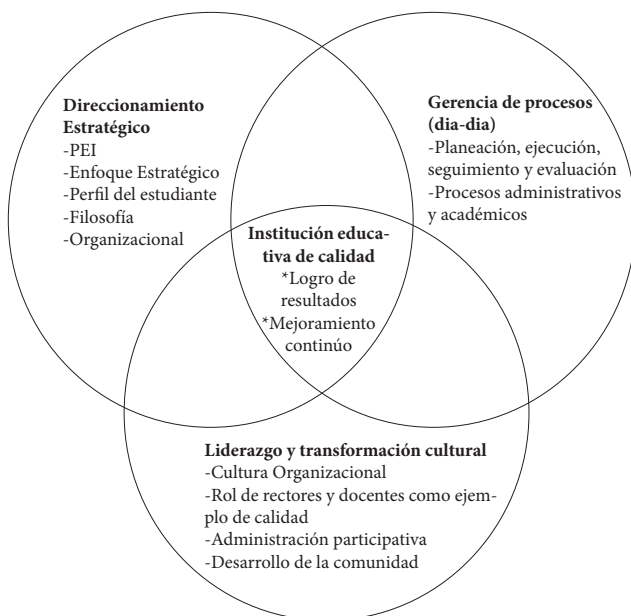 Direccionamiento
Estratégico
-PEI
-Enfoque Estratégico
-Perfil del estudiante
-Filosofía
-Organizacional
Gerencia de procesos
(dia-dia)
-Planeación, ejecución,
seguimiento y evaluación
-Procesos administrativos
y académicos
Institución educa-
tiva de calidad
*Logro de
resultados
*Mejoramiento
continúo
Liderazgo y transformación cultural
-Cultura Organizacional
-Rol de rectores y docentes como ejem-
plo de calidad
-Administración participativa
-Desarrollo de la comunidad